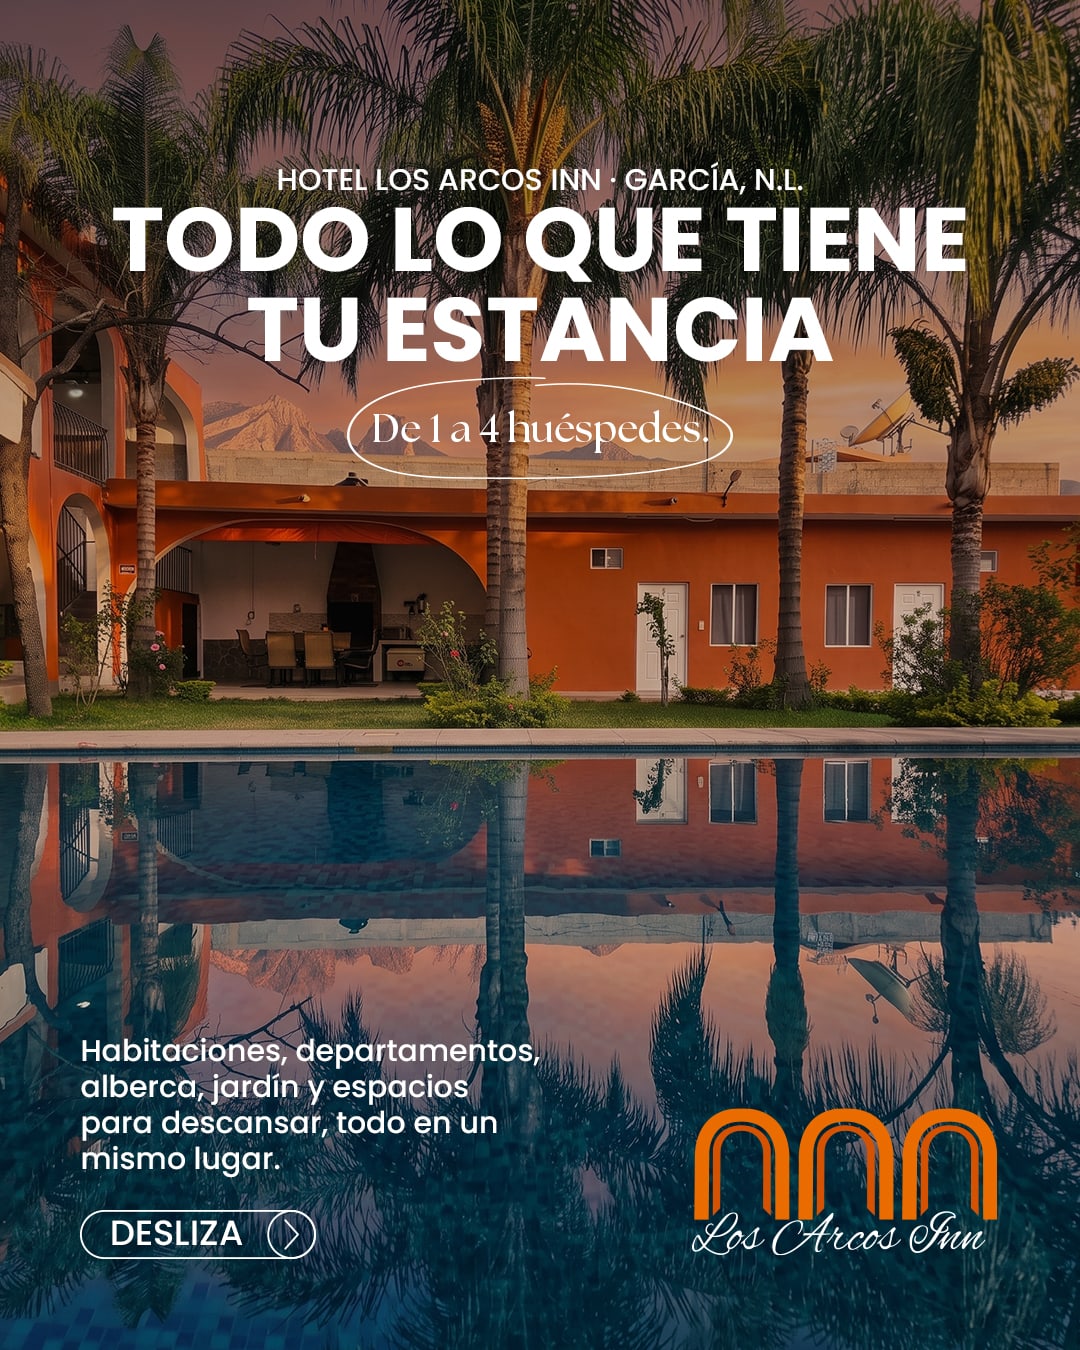 HOTEL LOS ARCOS INN · GARCÍA, N.L.
TODO LO QUE TIENE
TU ESTANCIA
De 1 a 4 huéspedes.
Habitaciones, departamentos,
alberca, jardín y espacios
para descansar, todo en un
mismo lugar.
DESLIZA
Los Arcos Inn